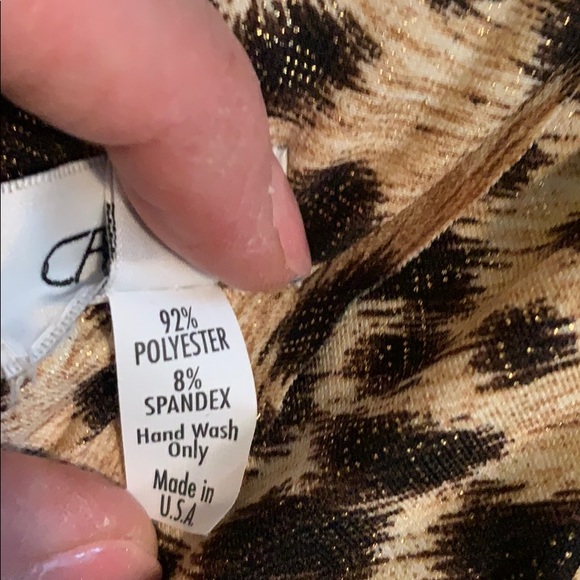 92%
POLYESTER
8%
SPANDEX
Hand Wash
Only
Made in
U.S.A.